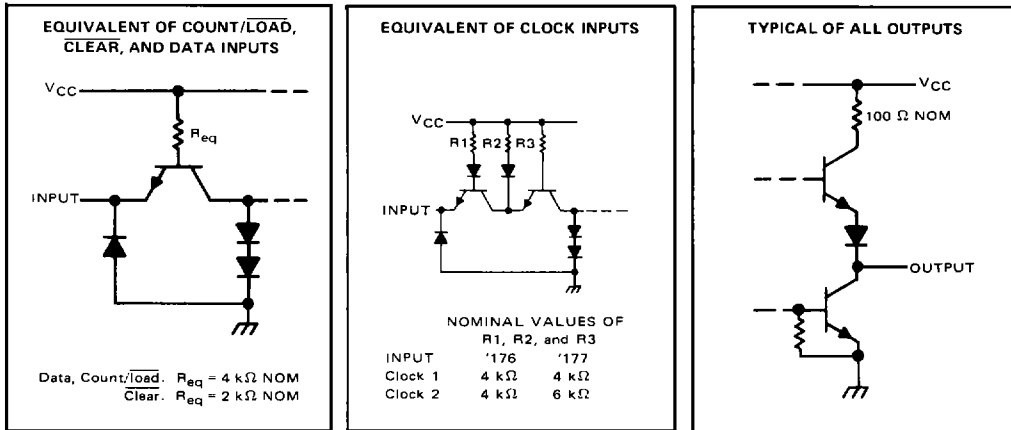 EQUIVALENT OF COUNT/LOAD,
CLEAR, AND DATA INPUTS
VCC
Req
INPUT
Data, Count/load. Req = 4 kΩ NOM
Clear. Req = 2 kΩ NOM
EQUIVALENT OF CLOCK INPUTS
VCC
R1 R2 R3
INPUT
NOMINAL VALUES OF
R1, R2, and R3
INPUT '176 '177
Clock 1 4 kΩ 4 kΩ
Clock 2 4 kΩ 6 kΩ
TYPICAL OF ALL OUTPUTS
VCC
100 Ω NOM
OUTPUT